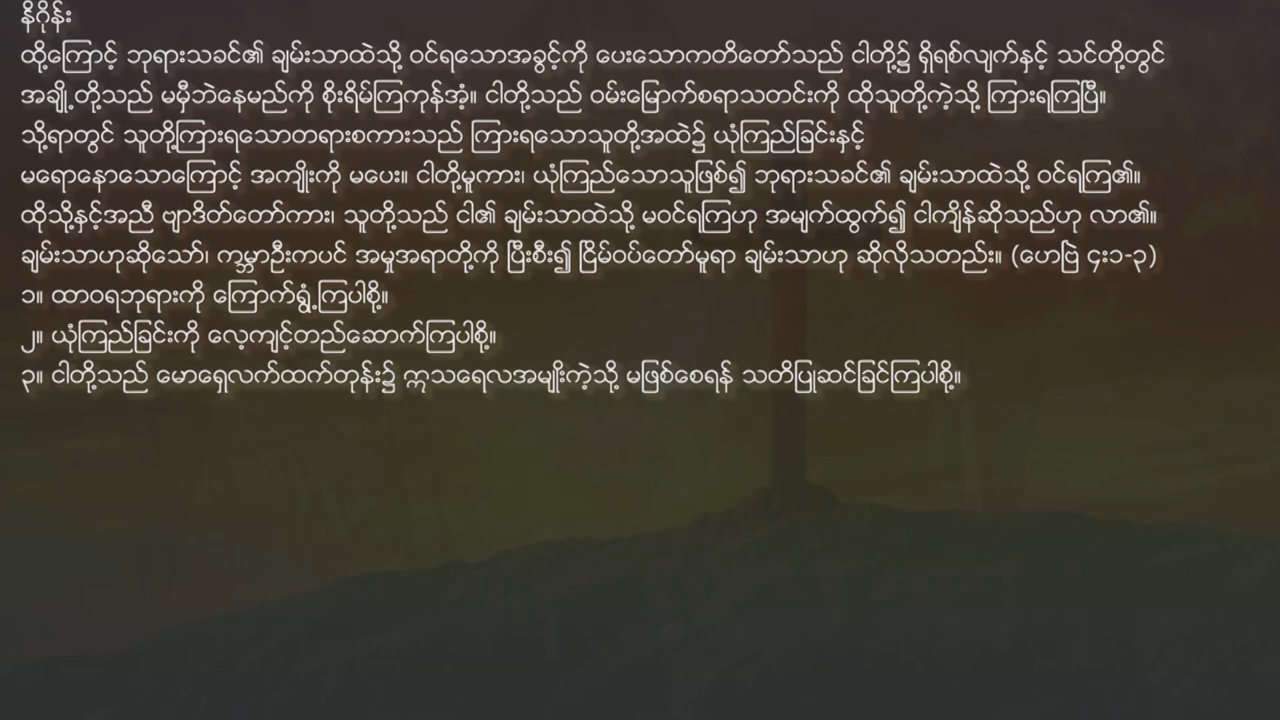 နိဂိုန်း
ထို့ကြောင့် ဘုရားသခင်၏ ချမ်းသာထဲသို့ ဝင်ရသောအခွင့်ကို ပေးသောကတိတော်သည် ငါတို့၌ ရှိရစ်လျက်နှင့် သင်တို့တွင်
အချို့တို့သည် မမှီဘဲနေမည်ကို စိုးရိမ်ကြကုန်အံ့။ ငါတို့သည် ဝမ်းမြောက်စရာသတင်းကို ထိုသူတို့ကဲ့သို့ ကြားရကြပြီ။
သို့ရာတွင် သူတို့ကြားရသောတရားစကားသည် ကြားရသောသူတို့အထဲ၌ ယုံကြည်ခြင်းနှင့်
မရောနှောသောကြောင့် အကျိုးကို မပေး။ ငါတို့မူကား၊ ယုံကြည်သောသူဖြစ်၍ ဘုရားသခင်၏ ချမ်းသာထဲသို့ ဝင်ရကြ၏။
ထိုသို့နှင့်အညီ ဗျာဒိတ်တော်ကား၊ သူတို့သည် ငါ၏ ချမ်းသာထဲသို့ မဝင်ရကြဟု အမျက်ထွက်၍ ငါကျိန်ဆိုသည်ဟု လာ၏။
ချမ်းသာဟုဆိုသော်၊ ကမ္ဘာဦးကပင် အမှုအရာတို့ကို ပြီးစီး၍ ငြိမ်ဝပ်တော်မူရာ ချမ်းသာဟု ဆိုလိုသတည်း။ (ဟေဗြဲ ၄း၁-၃)
၁။ ထာဝရဘုရားကို ကြောက်ရွံ့ကြပါစို့။
၂။ ယုံကြည်ခြင်းကို လေ့ကျင့်တည်ဆောက်ကြပါစို့။
၃။ ငါတို့သည် မောရှေလက်ထက်တုန်း၌ ဣသရေလအမျိုးကဲ့သို့ မဖြစ်စေရန် သတိပြုဆင်ခြင်ကြပါစို့။